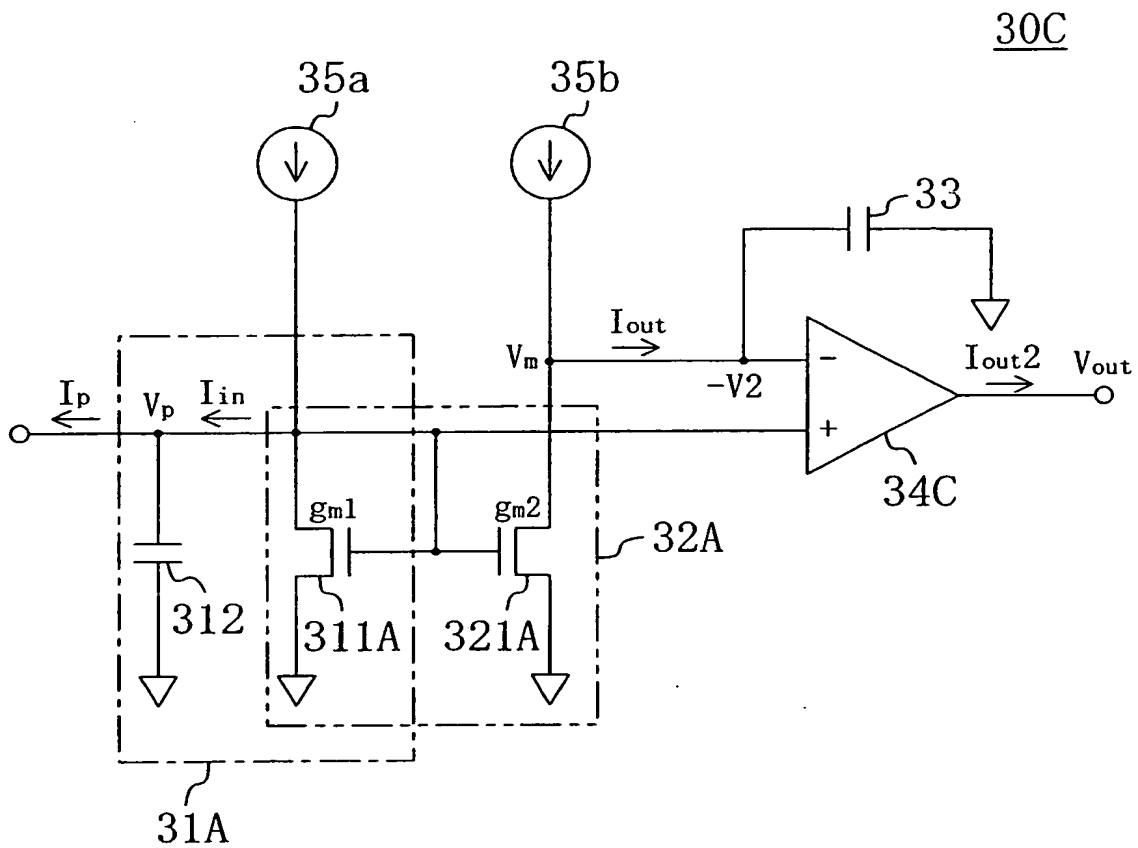 30C
35a
35b
33
Iout
Vm
-V2
Iout2
Vout
Ip
Vp
Iin
-
+
34C
gm1
gm2
32A
312
311A
321A
31A